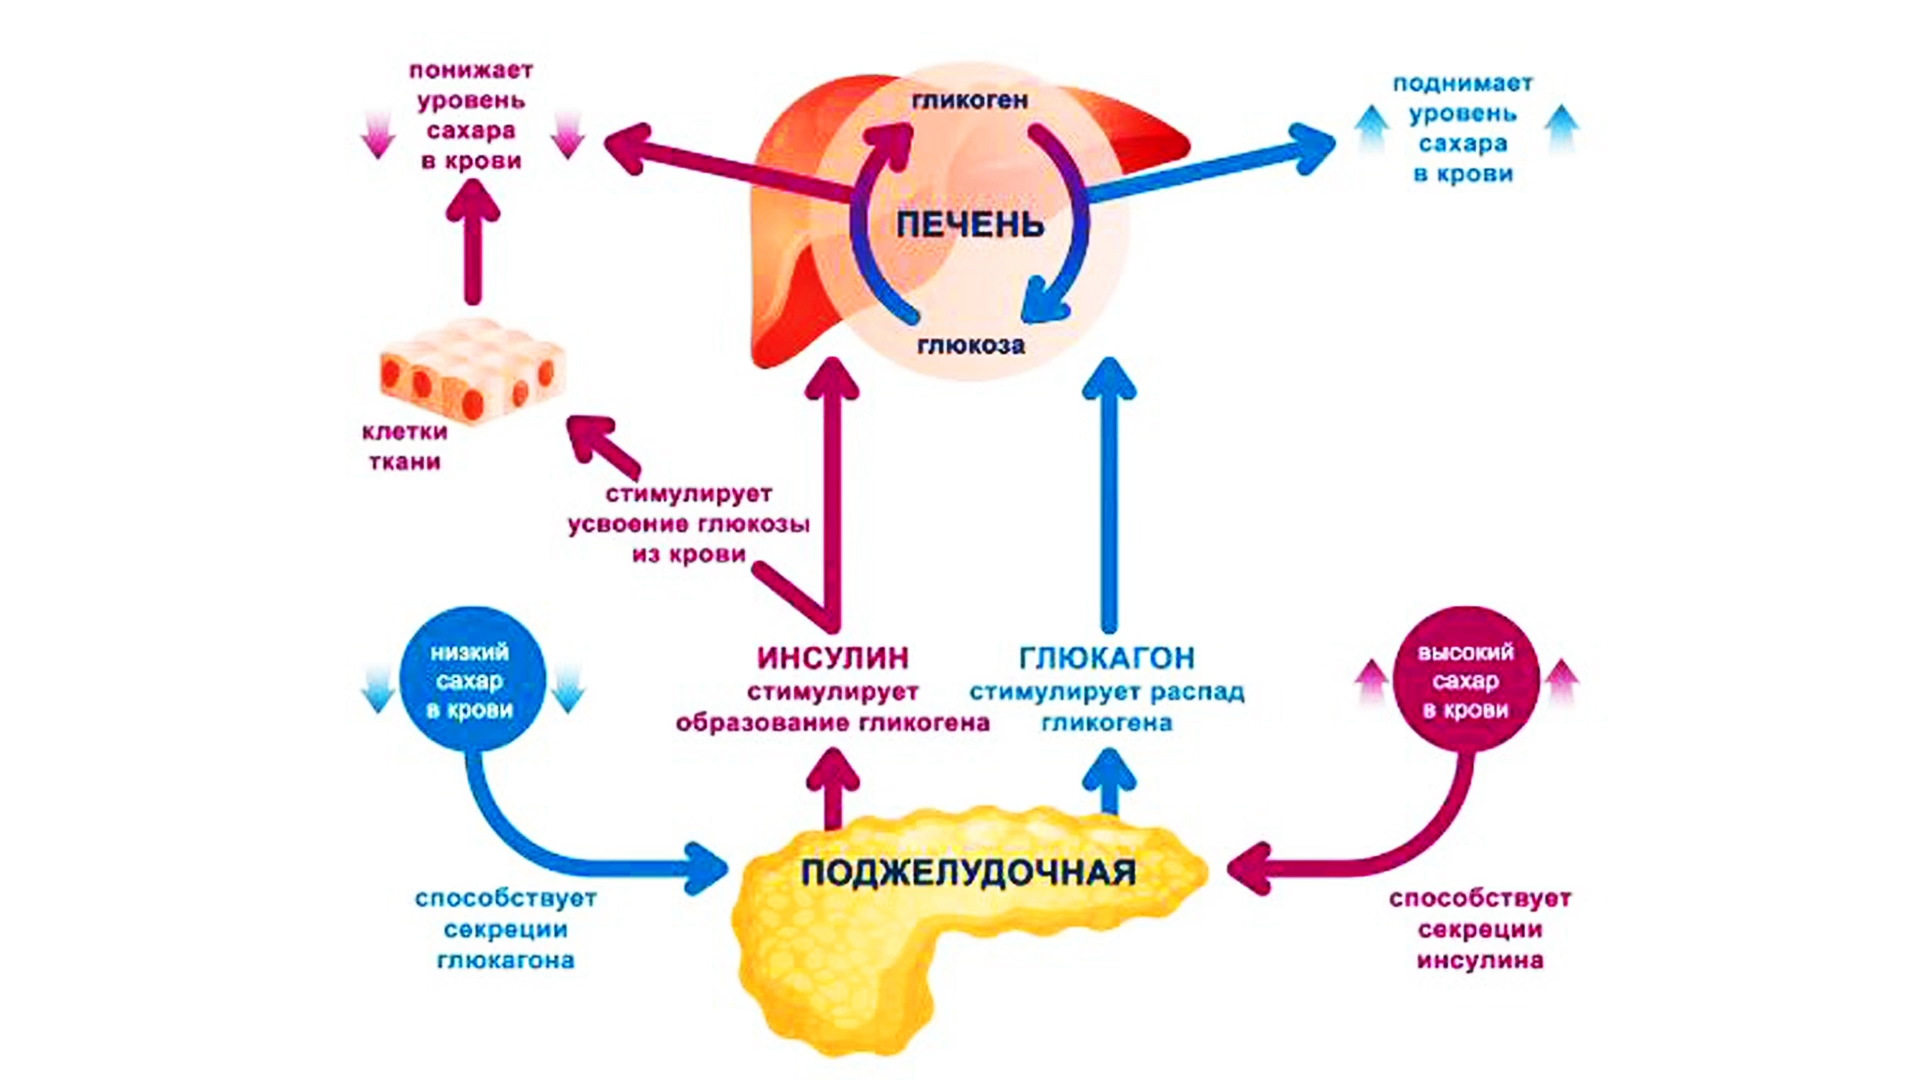 понижает
уровень
сахара
в крови
гликоген
ПЕЧЕНЬ
глюкоза
поднимает
уровень
сахара
в крови
клетки
ткани
стимулирует
усвоение глюкозы
из крови
низкий
сахар
в крови
ИНСУЛИН
стимулирует
образование гликогена
ГЛЮКАГОН
стимулирует распад
гликогена
высокий
сахар
в крови
ПОДЖЕЛУДОЧНАЯ
способствует
секреции
глюкагона
способствует
секреции
инсулина